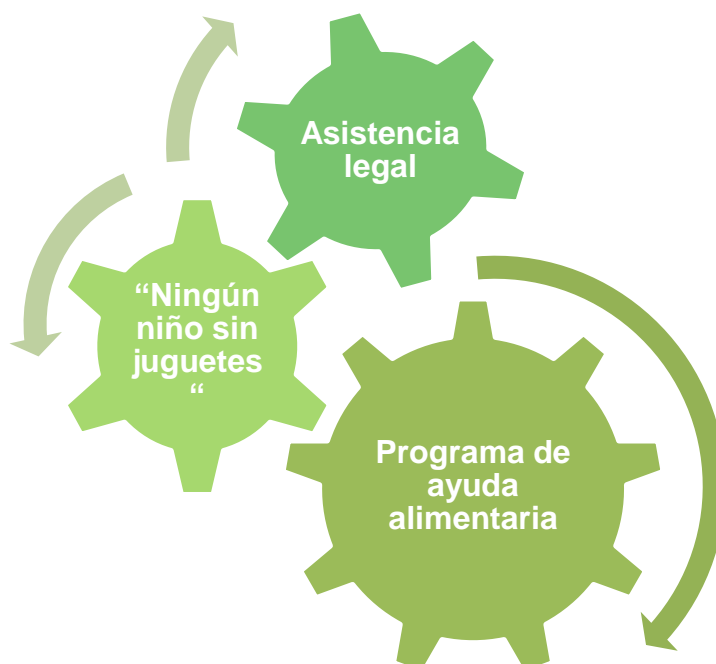 Asistencia
legal
“Ningún
niño sin
juguetes
“
Programa de
ayuda
alimentaria